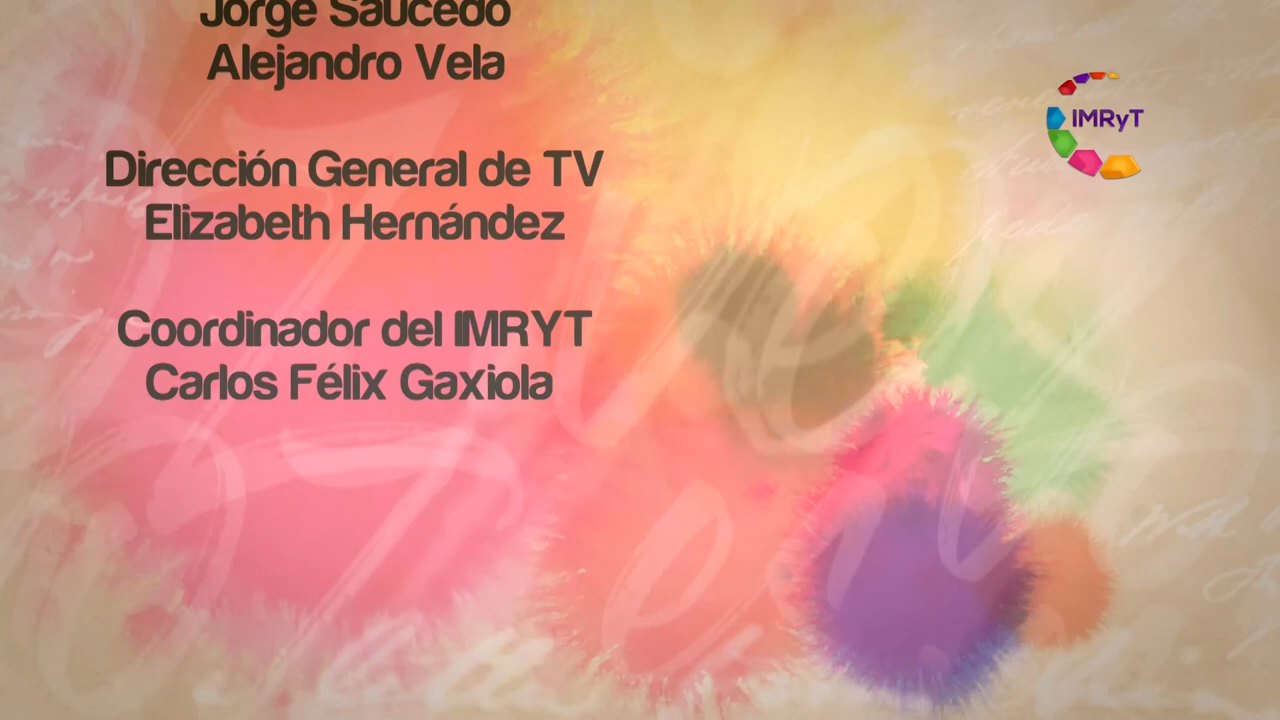 Jorge Saucedo
Alejandro Vela
Dirección General de TV
Elizabeth Hernández
Coordinador del IMRYT
Carlos Félix Gaxiola
IMRyT